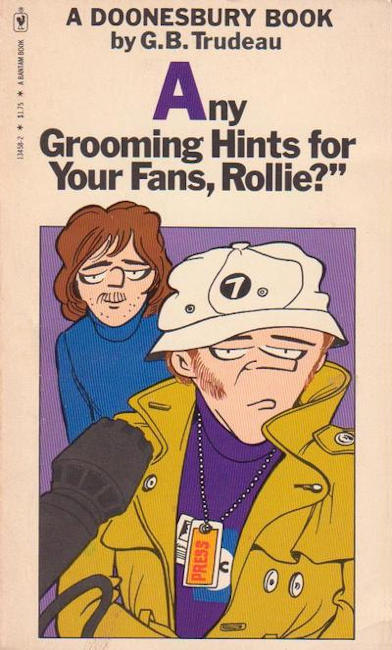 A DOONESBURY BOOK
by G.B. Trudeau
Any
Grooming Hints for
Your Fans, Rollie?”
13458-2 * $1.75 * A BANTAM BOOK
7
PRESS
C